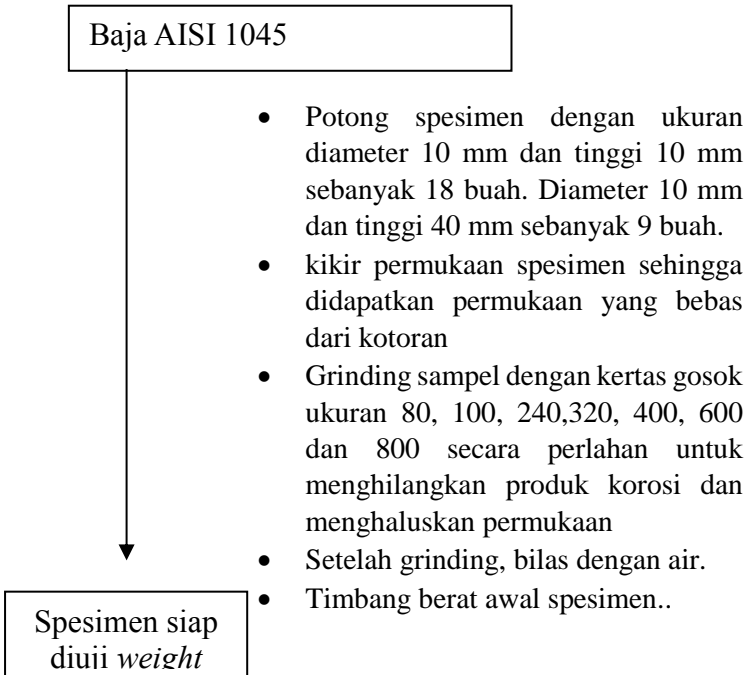 Baja AISI 1045
• Potong spesimen dengan ukuran
diameter 10 mm dan tinggi 10 mm
sebanyak 18 buah. Diameter 10 mm
dan tinggi 40 mm sebanyak 9 buah.
• kikir permukaan spesimen sehingga
didapatkan permukaan yang bebas
dari kotoran
• Grinding sampel dengan kertas gosok
ukuran 80, 100, 240,320, 400, 600
dan 800 secara perlahan untuk
menghilangkan produk korosi dan
menghaluskan permukaan
• Setelah grinding, bilas dengan air.
• Timbang berat awal spesimen..
Spesimen siap
diuji weight